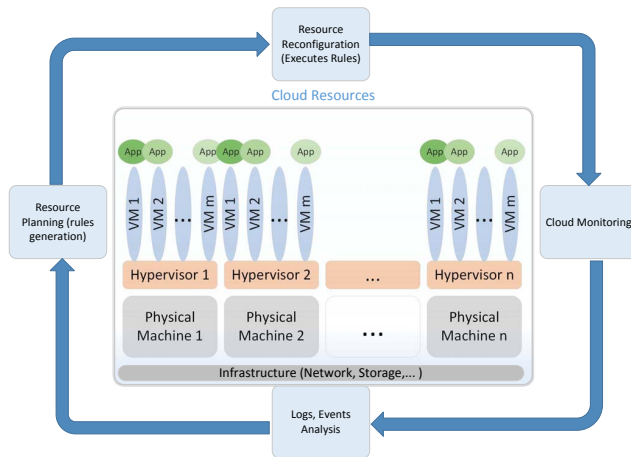 Resource
Reconfiguration
(Executes Rules)
Cloud Resources
App App App App App App App App App
VM 1 VM 2 ... VM m VM 1 VM 2 ... VM m VM 1 VM 2 ... VM m
Resource
Planning (rules
generation)
Cloud Monitoring
Hypervisor 1 Hypervisor 2 ... Hypervisor n
Physical
Machine 1
Physical
Machine 2
...
Physical
Machine n
Infrastructure (Network, Storage,... )
Logs, Events
Analysis